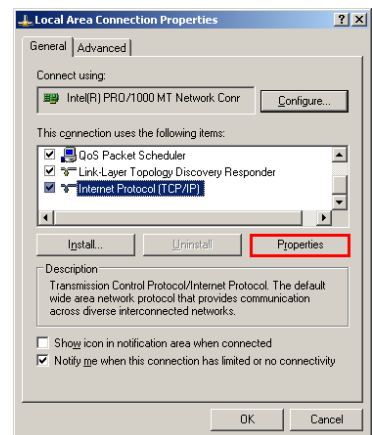 Local Area Connection Properties
General
Advanced
Connect using:
Intel(R) PRO/1000 MT Network Conr
Configure...
This connection uses the following items:
QoS Packet Scheduler
Link-Layer Topology Discovery Responder
Internet Protocol (TCP/IP)
Install...
Uninstall
Properties
Description
Transmission Control Protocol/Internet Protocol. The default
wide area network protocol that provides communication
across diverse interconnected networks.
Show icon in notification area when connected
Notify me when this connection has limited or no connectivity
OK
Cancel